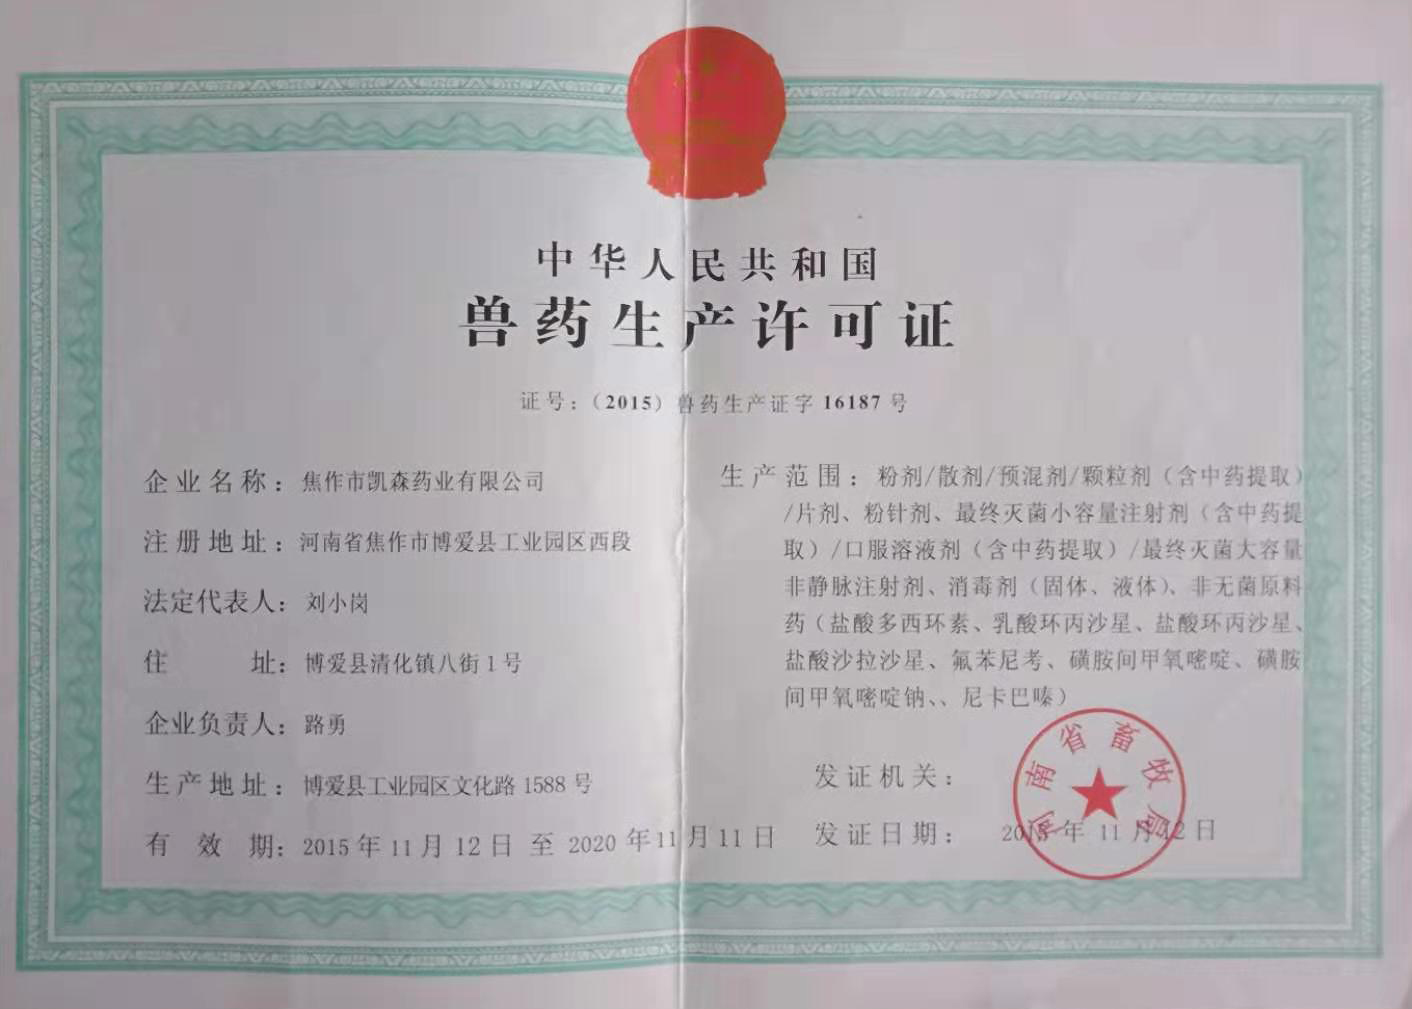 中华人民共和国
兽药生产许可证
证号：（2015）兽药生产证字 16187 号
企业名称：焦作市凯森药业有限公司
注册地址：河南省焦作市博爱县工业园区西段
法定代表人：刘小岗
住 址：博爱县清化镇八街1号
企业负责人：路勇
生产地址：博爱县工业园区文化路 1588 号
有 效 期：2015 年 11 月 12 日 至 2020 年 11 月 11 日
生产范围：粉剂/散剂/预混剂/颗粒剂（含中药提取）
/片剂、粉针剂、最终灭菌小容量注射剂（含中药提
取）/口服溶液剂（含中药提取）/最终灭菌大容量
非静脉注射剂、消毒剂（固体、液体）、非无菌原料
药（盐酸多西环素、乳酸环丙沙星、盐酸环丙沙星、
盐酸沙拉沙星、氟苯尼考、磺胺间甲氧嘧啶、磺胺
间甲氧嘧啶钠、、尼卡巴嗪）
发证机关：
河南省畜牧局
发证日期： 2015 年 11 月 12 日